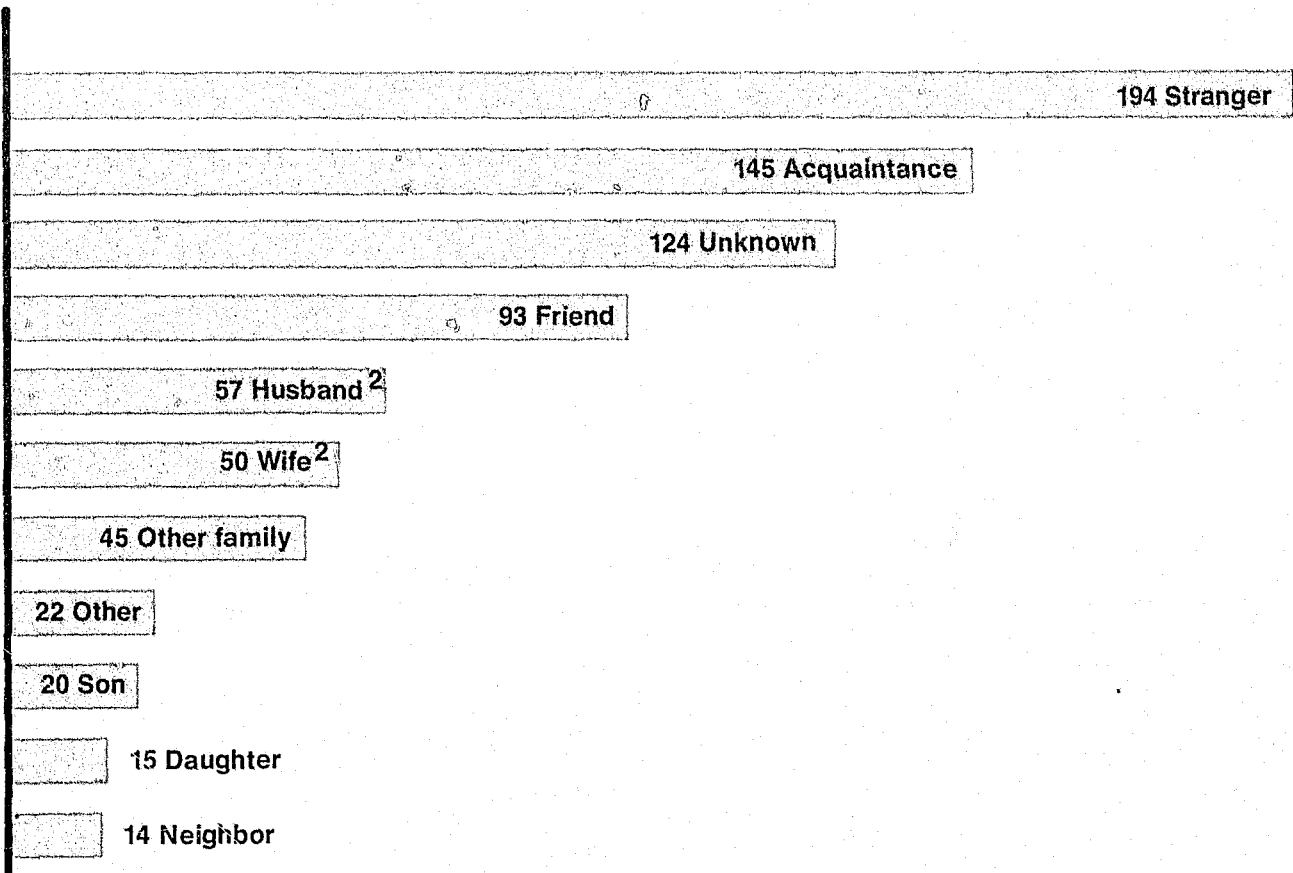 194 Stranger
145 Acquaintance
124 Unknown
93 Friend
57 Husband 2
50 Wife 2
45 Other family
22 Other
20 Son
15 Daughter
14 Neighbor